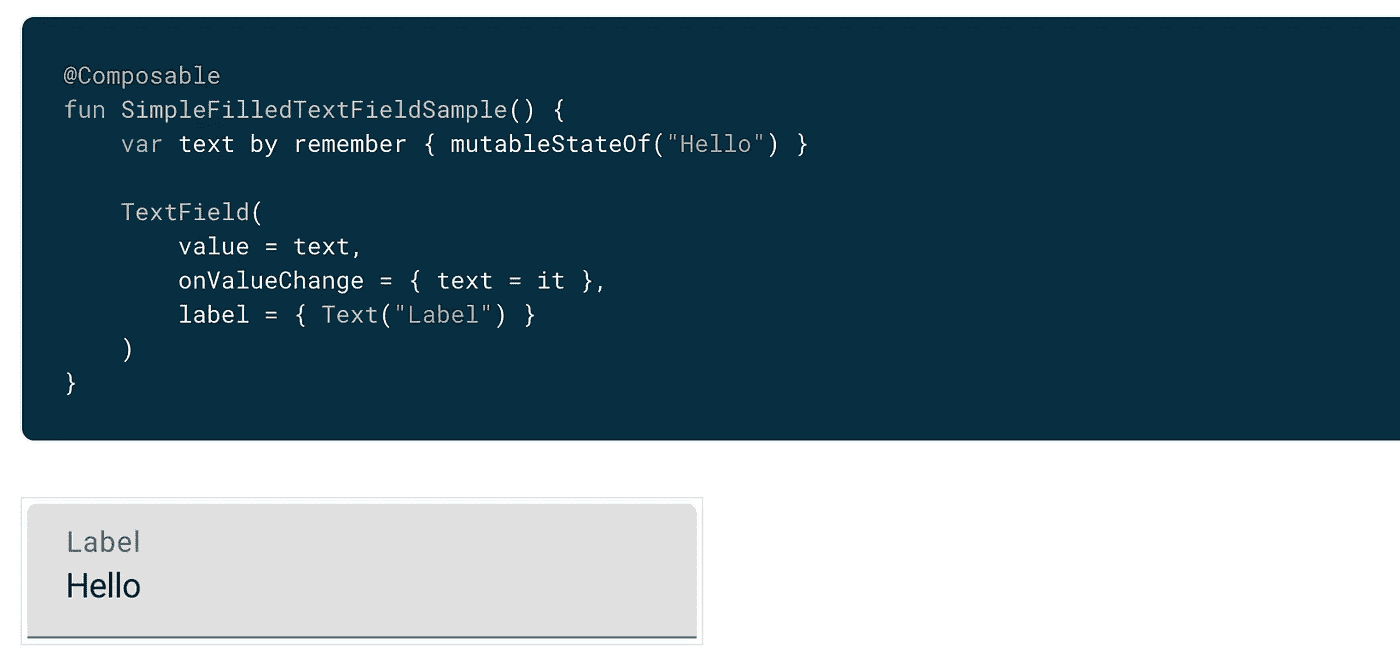 @Composable
fun SimpleFilledTextFieldSample() {
    var text by remember { mutableStateOf("Hello") }

    TextField(
        value = text,
        onValueChange = { text = it },
        label = { Text("Label") }
    )
}
Label
Hello